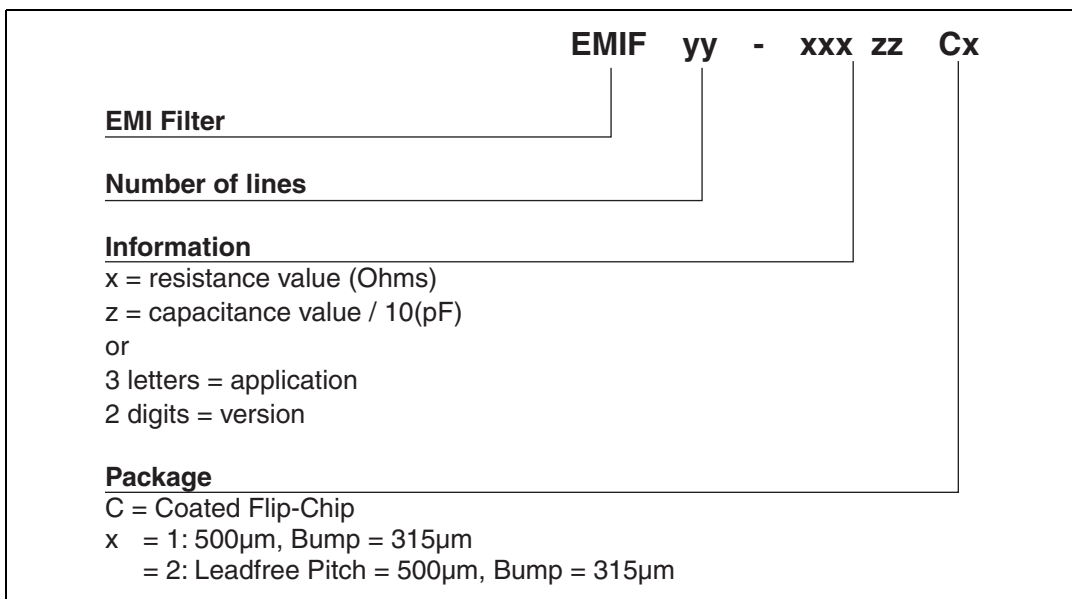 EMIF yy - xxx zz Cx
EMI Filter
Number of lines
Information
x = resistance value (Ohms)
z = capacitance value / 10(pF)
or
3 letters = application
2 digits = version
Package
C = Coated Flip-Chip
x = 1: 500µm, Bump = 315µm
= 2: Leadfree Pitch = 500µm, Bump = 315µm